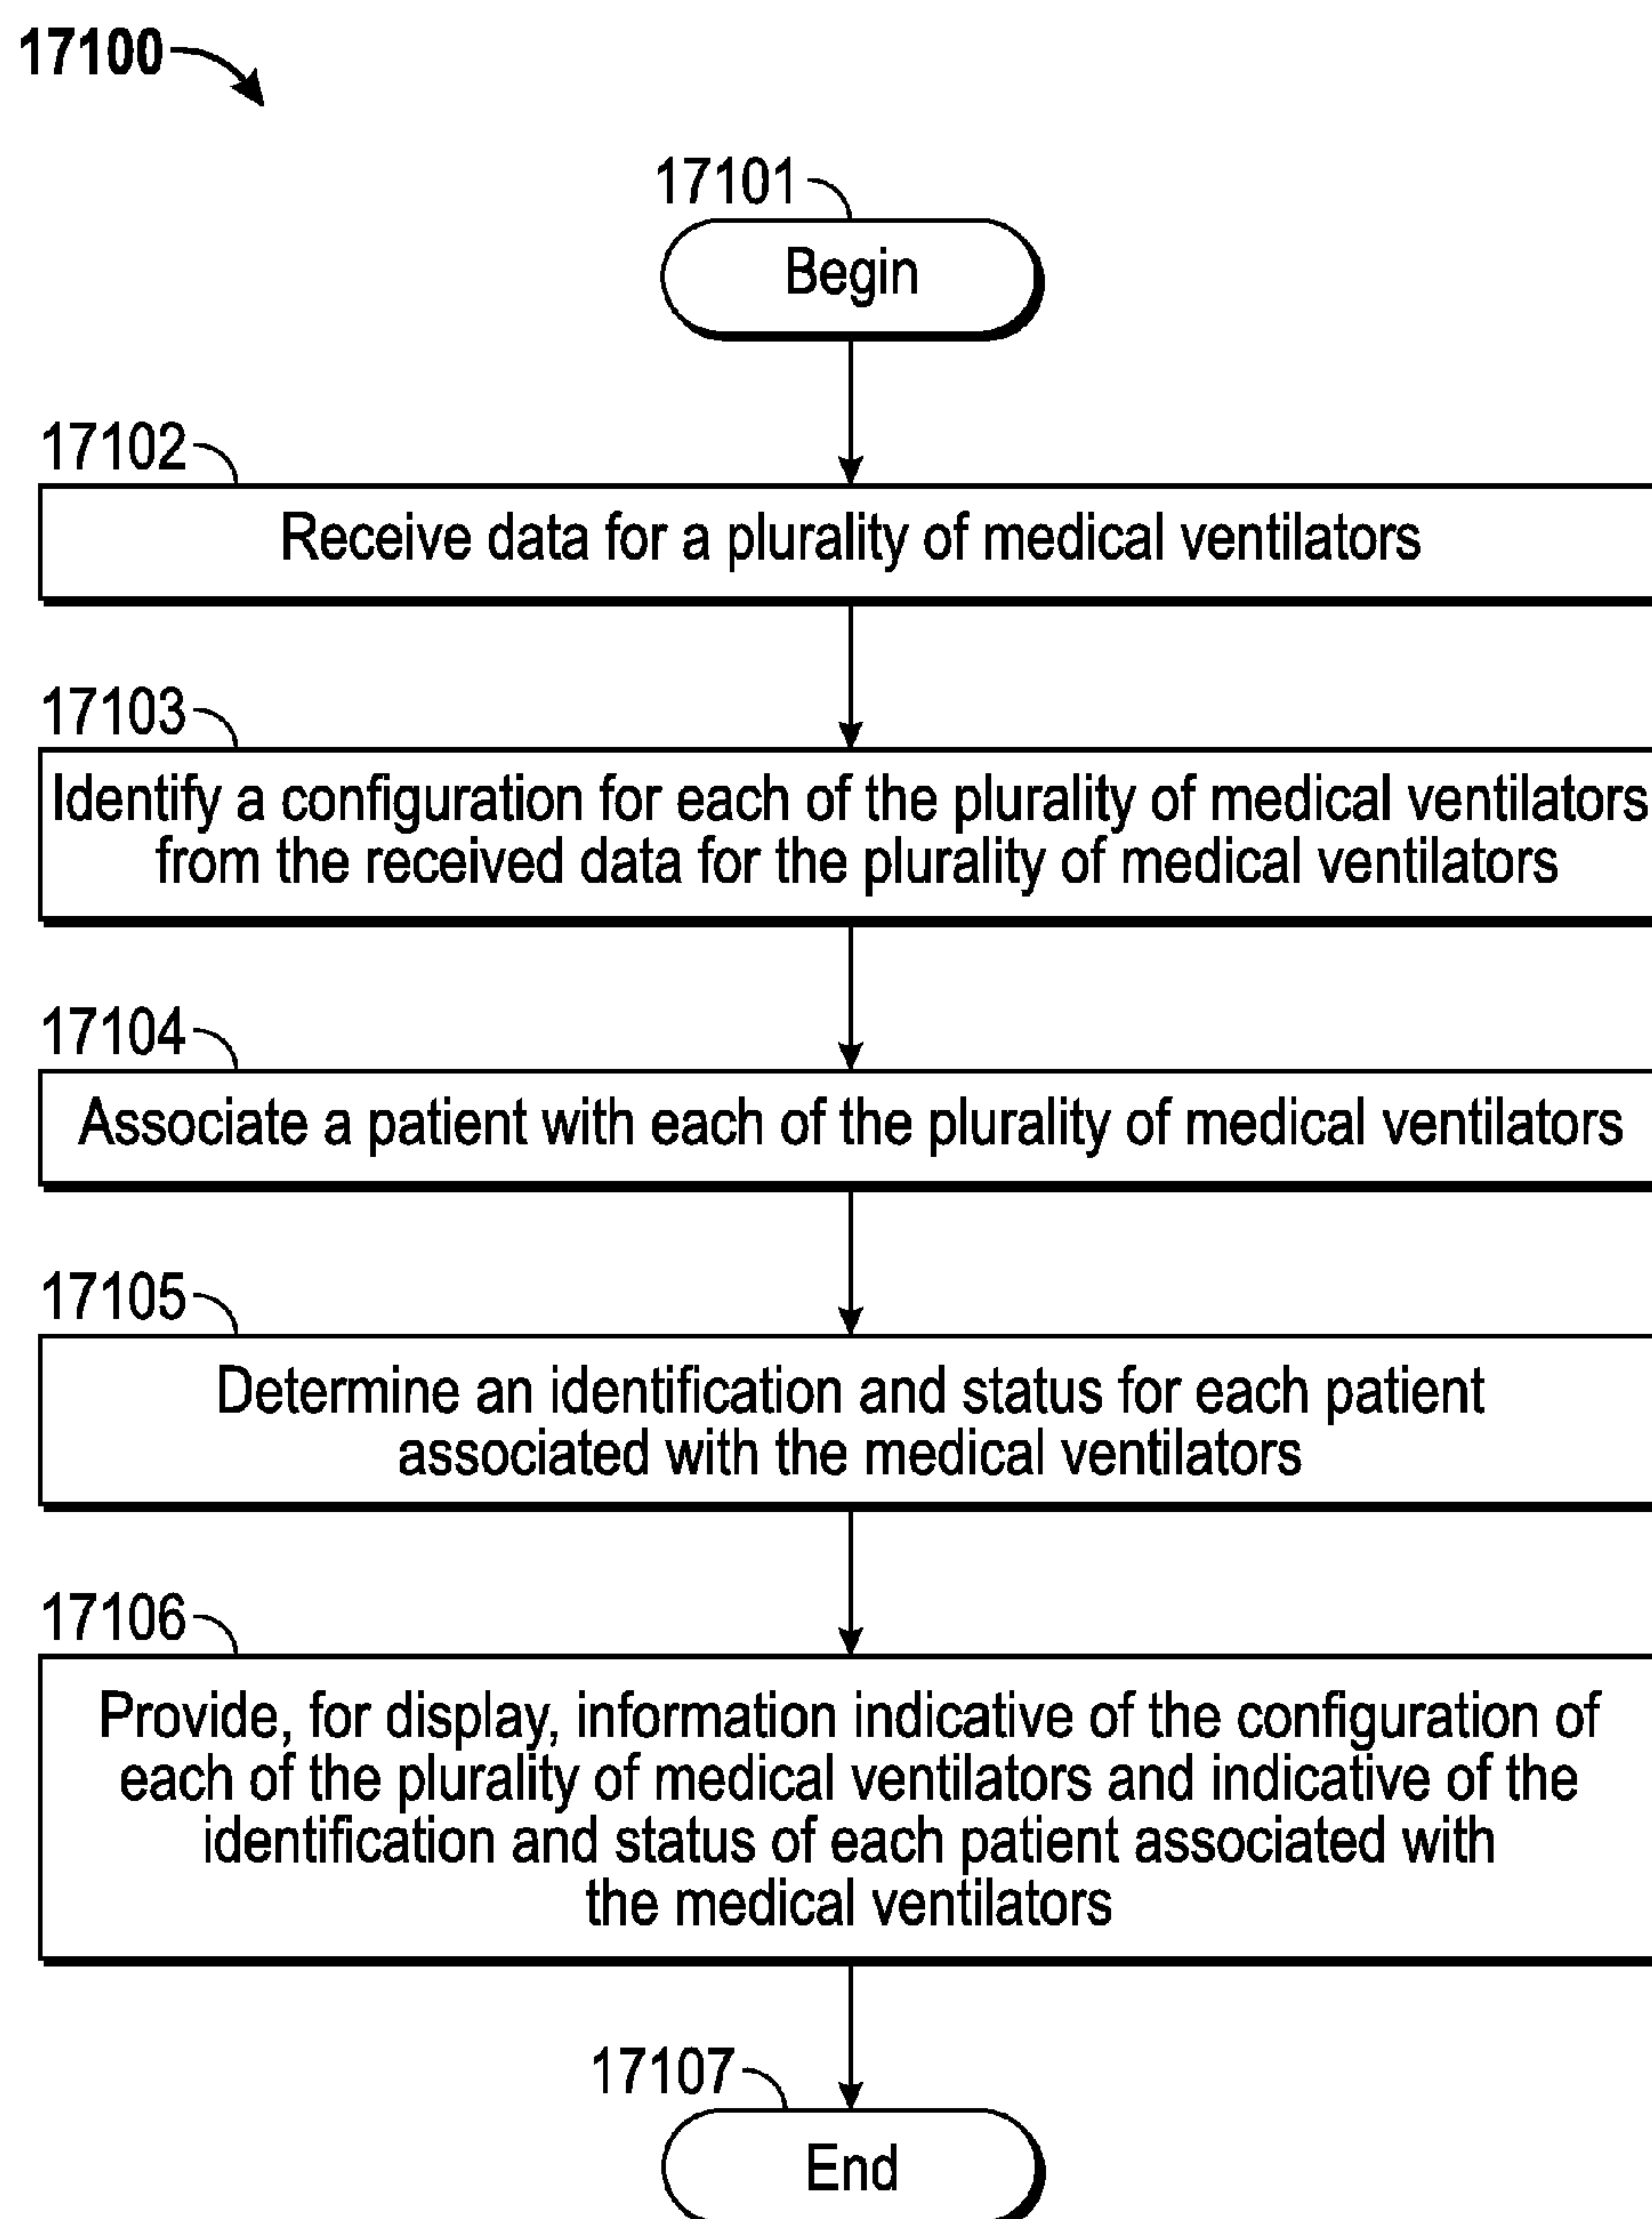 17100
17101
Begin
17102
Receive data for a plurality of medical ventilators
17103
Identify a configuration for each of the plurality of medical ventilators
from the received data for the plurality of medical ventilators
17104
Associate a patient with each of the plurality of medical ventilators
17105
Determine an identification and status for each patient
associated with the medical ventilators
17106
Provide, for display, information indicative of the configuration of
each of the plurality of medical ventilators and indicative of the
identification and status of each patient associated with
the medical ventilators
17107
End